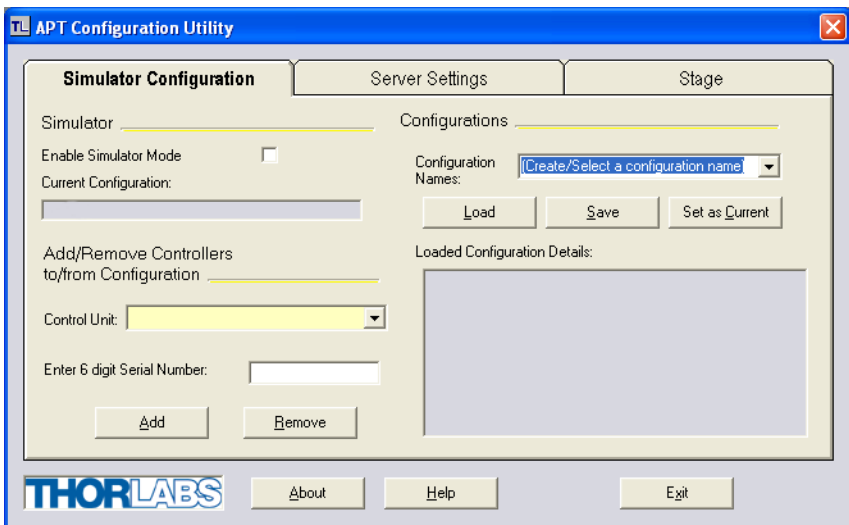 TL APT Configuration Utility
Simulator Configuration
Server Settings
Stage
Simulator
Enable Simulator Mode
Current Configuration:
Add/Remove Controllers
to/from Configuration
Control Unit:
Enter 6 digit Serial Number:
Add
Remove
Configurations
Configuration
Names:
(Create/Select a configuration name)
Load
Save
Set as Current
Loaded Configuration Details:
THORLABS
About
Help
Exit